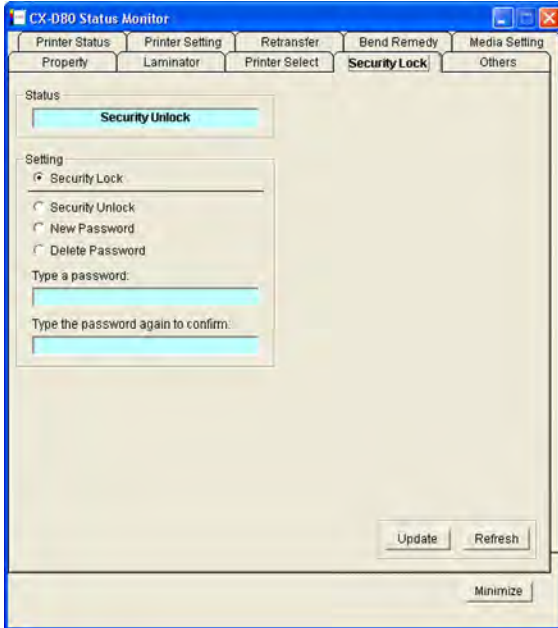 CX-D80 Status Monitor
Printer Status Printer Setting Retransfer Bend Remedy Media Setting
Property Laminator Printer Select Security Lock Others
Status
Security Unlock
Setting
Security Lock
Security Unlock
New Password
Delete Password
Type a password:
Type the password again to confirm:
Update Refresh
Minimize